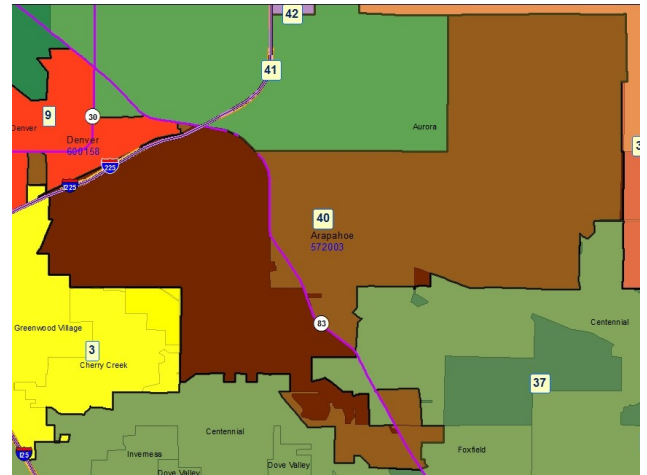 42
41
9
Denver
30
Denver
600158
Aurora
3
225
225
40
Arapahoe
572003
83
Centennial
Greenwood Village
3
Cherry Creek
37
Centennial
Inverness
Foxfield
Dove Valley
Dove Valley
25